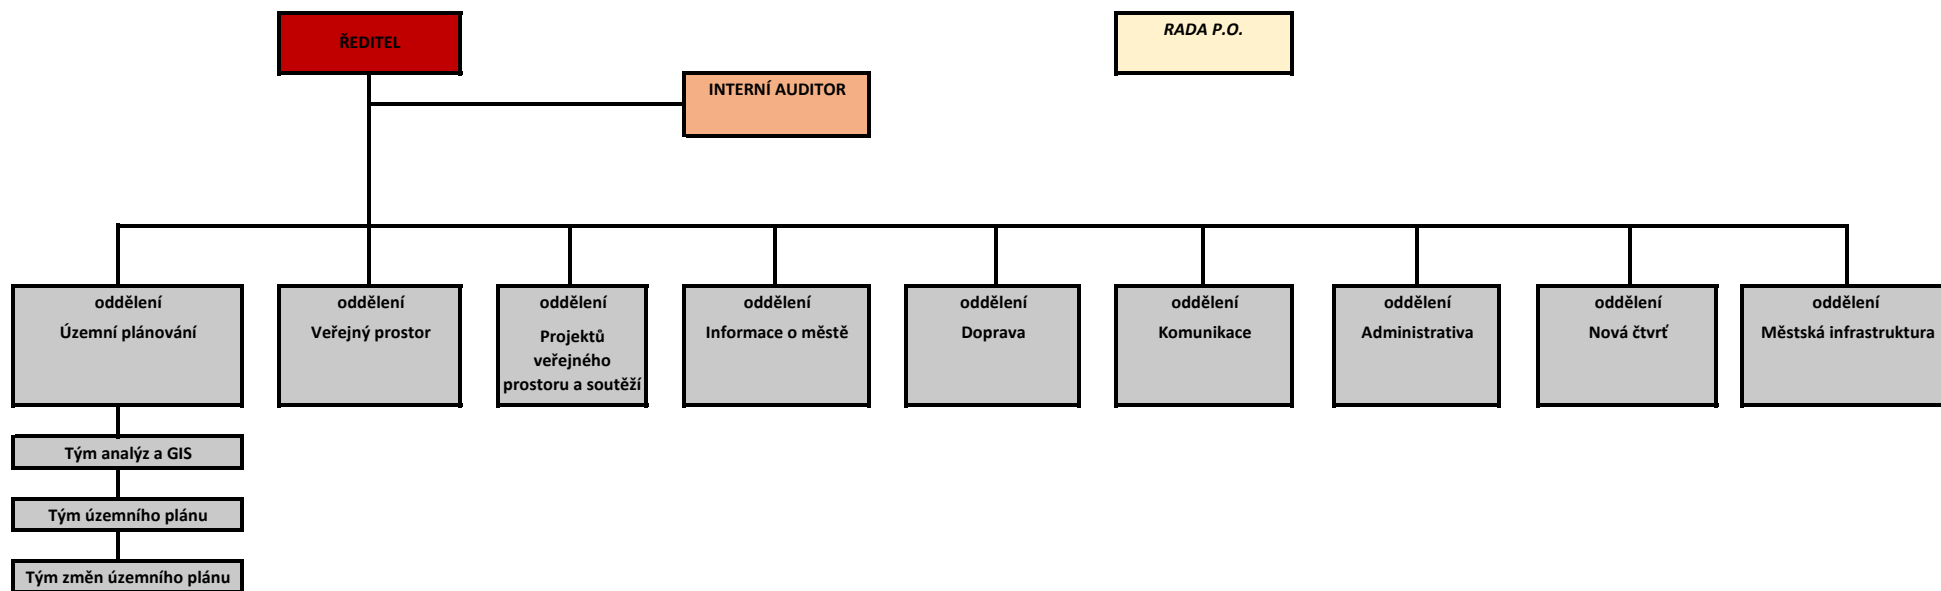 ŘEDITEL
RADA P.O.
INTERNÍ AUDITOR
oddělení
Územní plánování
oddělení
Veřejný prostor
oddělení
Projektů
veřejného
prostoru a soutěží
oddělení
Informace o městě
oddělení
Doprava
oddělení
Komunikace
oddělení
Administrativa
oddělení
Nová čtvrť
oddělení
Městská infrastruktura
Tým analýz a GIS
Tým územního plánu
Tým změn územního plánu